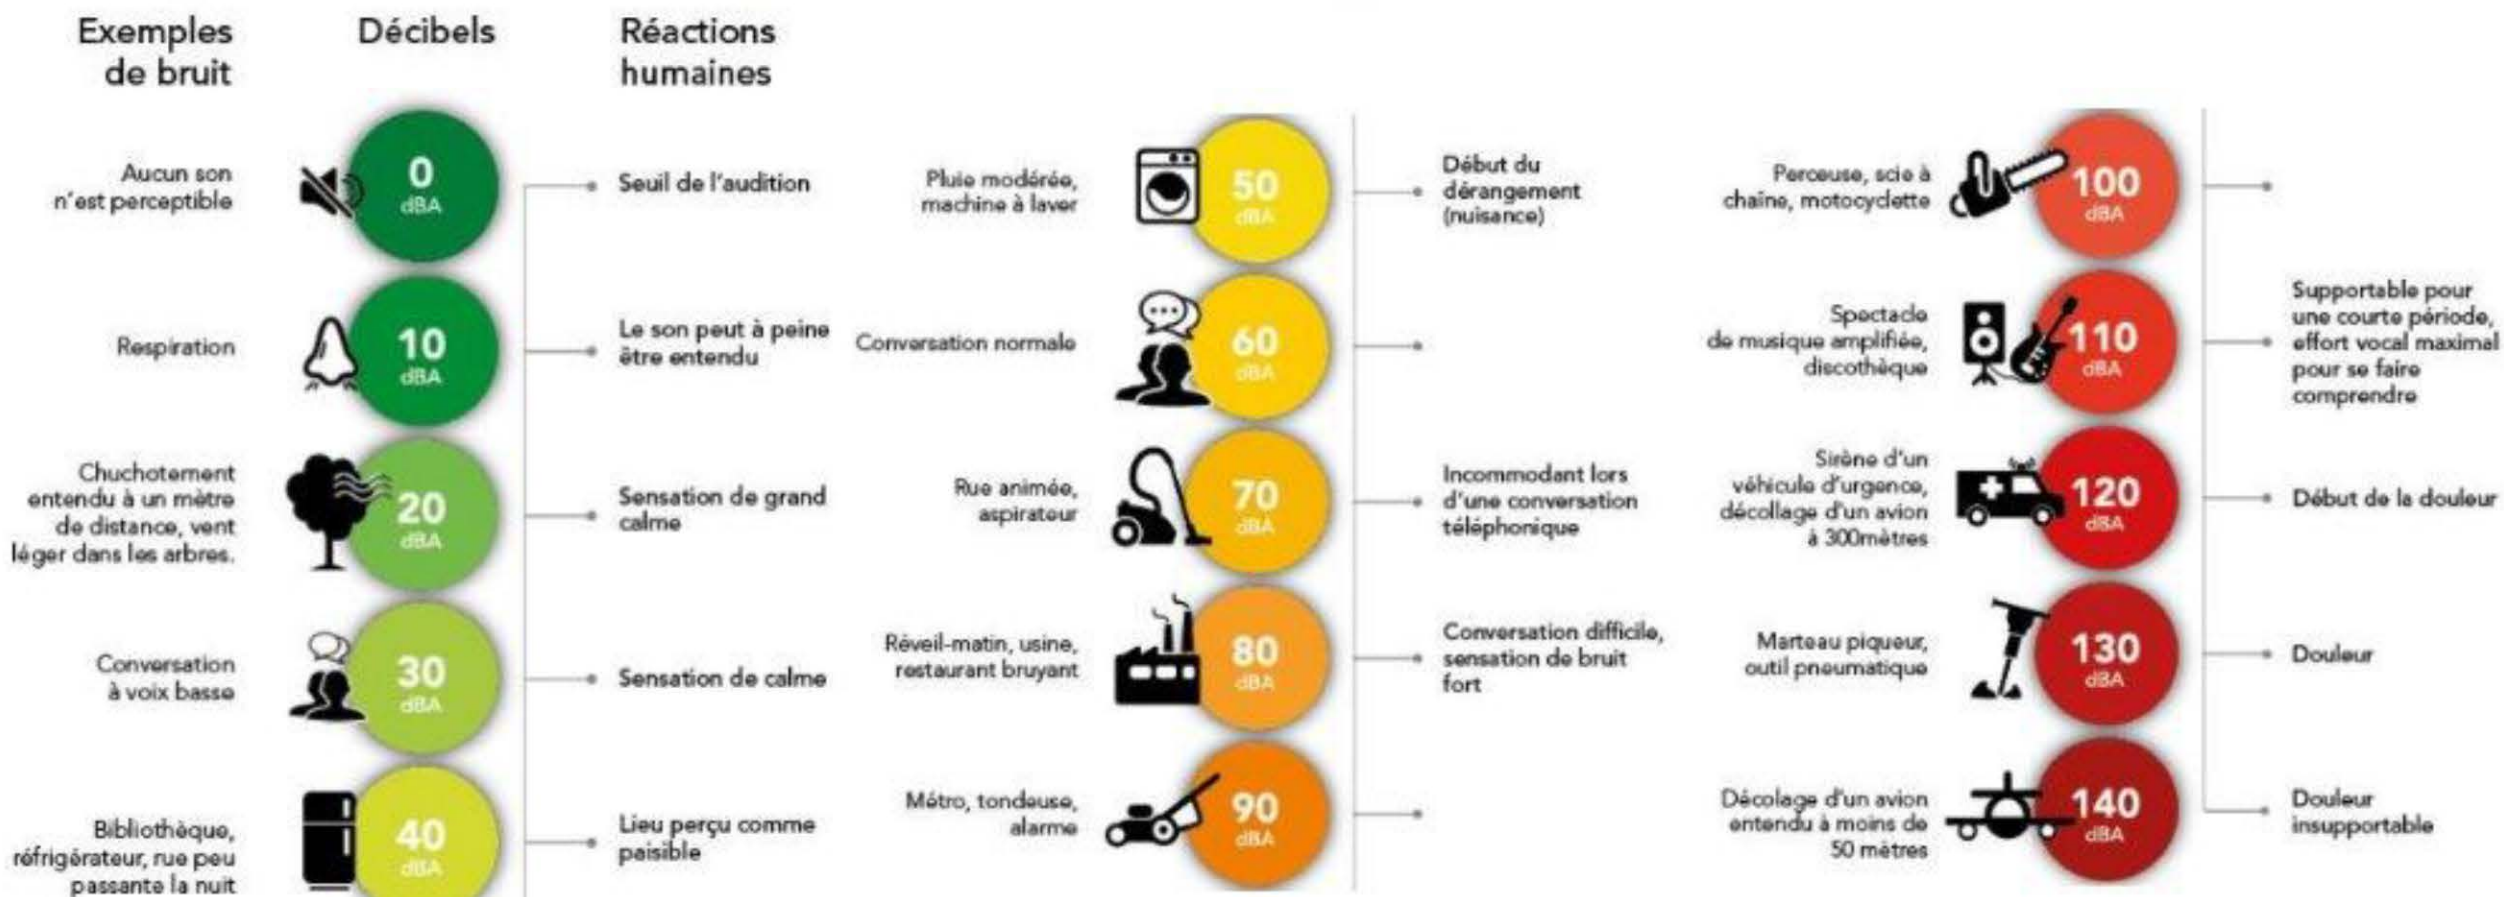 Exemples
de bruit
Décibels
Réactions
humaines
Aucun son
n'est perceptible
0
dBA
Seuil de l'audition
Respiration
10
dBA
Le son peut à peine
être entendu
Chuchotement
entendu à un mètre
de distance, vent
léger dans les arbres.
20
dBA
Sensation de grand
calme
Conversation
à voix basse
30
dBA
Sensation de calme
Bibliothèque,
réfrigérateur, rue peu
passante la nuit
40
dBA
Lieu perçu comme
paisible
Pluie modérée,
machine à laver
50
dBA
Début du
dérangement
(nuisance)
Conversation normale
60
dBA
Rue animée,
aspirateur
70
dBA
Incommodant lors
d'une conversation
téléphonique
Réveil-matin, usine,
restaurant bruyant
80
dBA
Conversation difficile,
sensation de bruit
fort
Métro, tondeuse,
alarme
90
dBA
Perceuse, scie à
chaîne, motocyclette
100
dBA
Spectacle
de musique amplifiée,
discothèque
110
dBA
Supportable pour
une courte période,
effort vocal maximal
pour se faire
comprendre
Sirène d'un
véhicule d'urgence,
décollage d'un avion
à 300mètres
120
dBA
Début de la douleur
Marteau piqueur,
outil pneumatique
130
dBA
Douleur
Décolage d'un avion
entendu à moins de
50 mètres
140
dBA
Douleur
insupportable